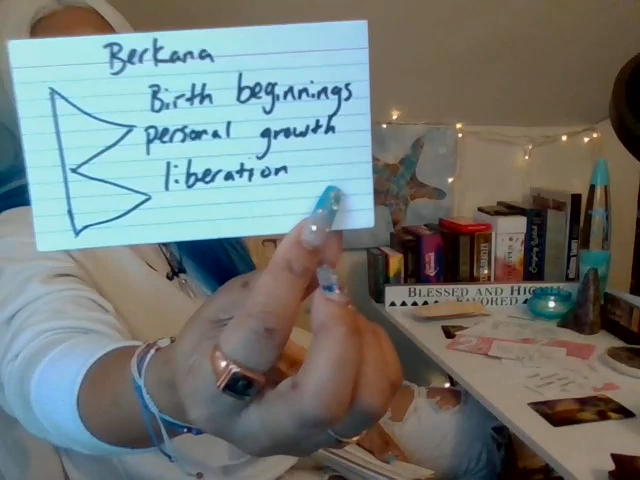 Berkana
Birth beginnings
personal growth
liberation
BLESSED AND HIGHLY
FAVORED